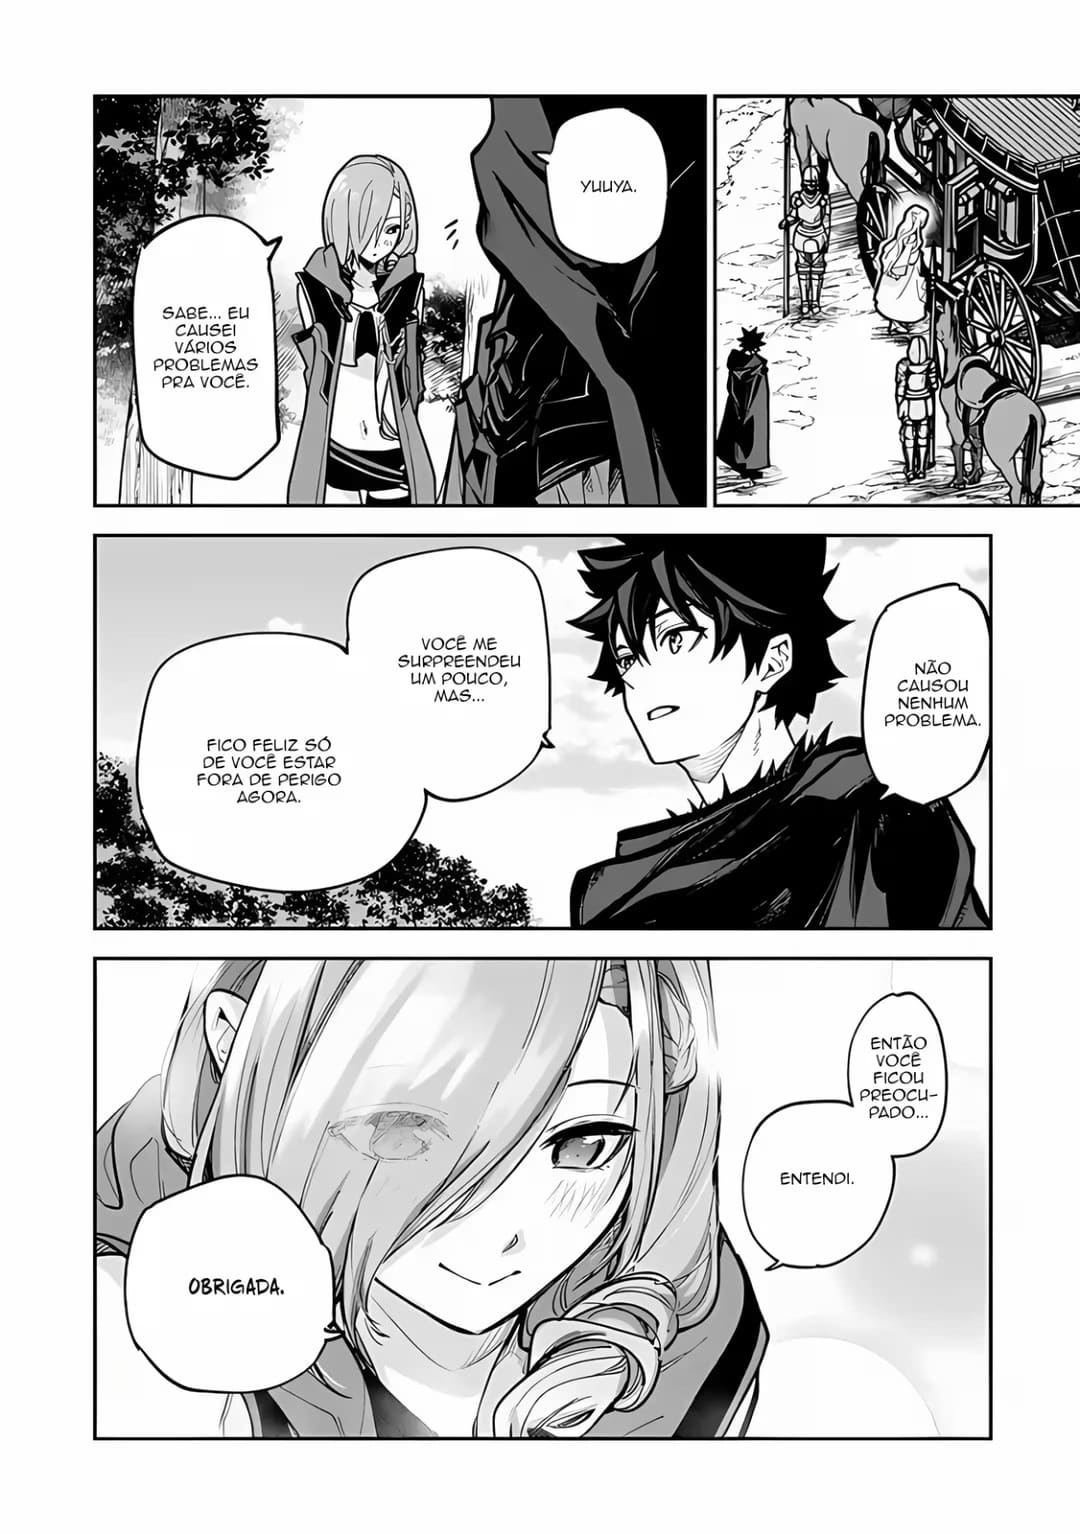 YUUYA.
SABE... EU
CAUSEI
VÁRIOS
PROBLEMAS
PRA VOCÊ.
NÃO
CAUSOU
NENHUM
PROBLEMA.
VOCÊ ME
SURPREENDEU
UM POUCO,
MAS...
FICO FELIZ SÓ
DE VOCÊ ESTAR
FORA DE PERIGO
AGORA.
ENTÃO
VOCÊ
FICOU
PREOCU-
PADO...
ENTENDI.
OBRIGADA.